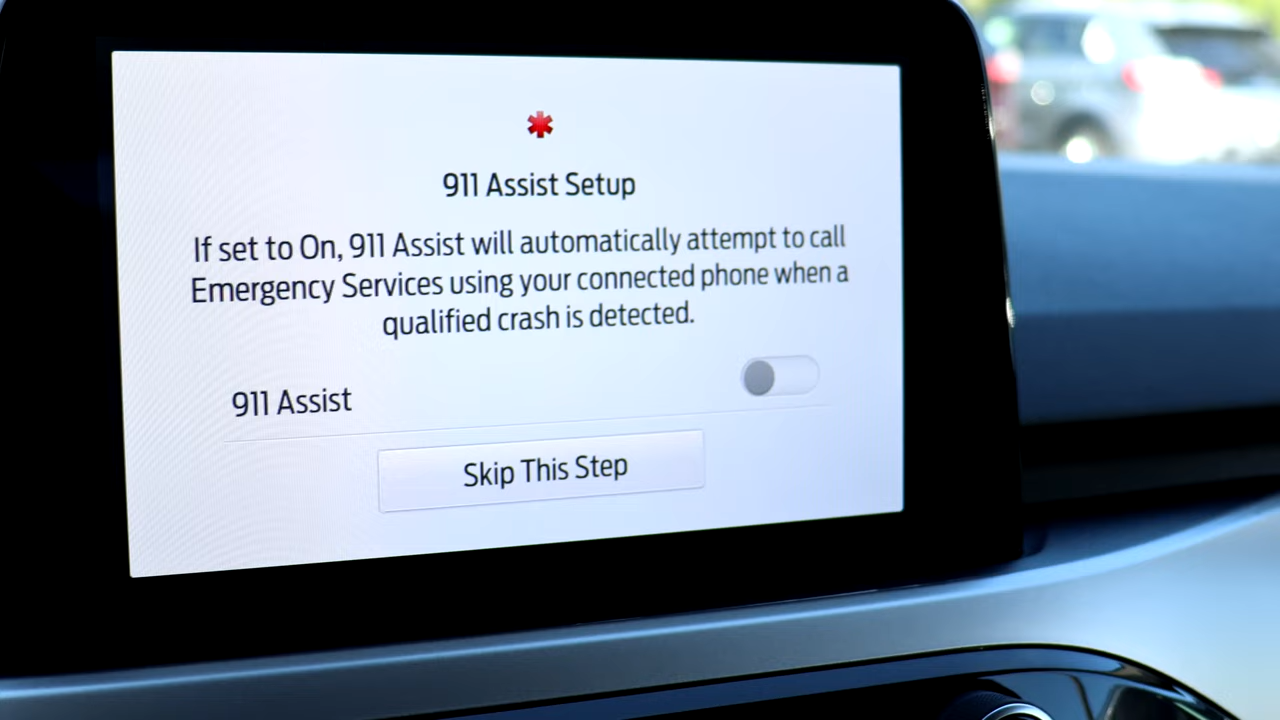 911 Assist Setup
If set to On, 911 Assist will automatically attempt to call
Emergency Services using your connected phone when a
qualified crash is detected.
911 Assist
Skip This Step